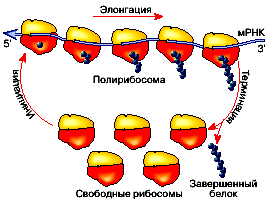 Элонгация
мРНК
5'
3'
Полирибосома
Инициация
Терминация
Свободные рибосомы
Завершенный
белок